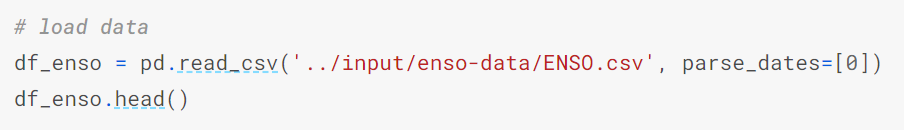 # load data
df_enso = pd.read_csv('../input/enso-data/ENSO.csv', parse_dates=[0])
df_enso.head()